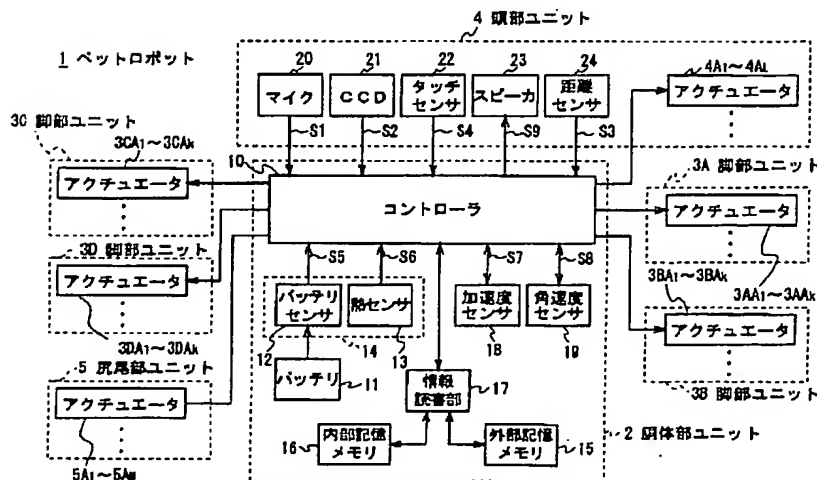 4 頭部ユニット
1 ペットロボット
20
21
22
23
24
マイク
CCD
タッチ
センサ
スピーカ
距離
センサ
4A1～4AL
アクチュエータ
S1
S2
S4
S9
S3
3C 脚部ユニット
3CA1～3CAk
アクチュエータ
10
コントローラ
3A 脚部ユニット
アクチュエータ
3AA1～3AAk
3D 脚部ユニット
アクチュエータ
3DA1～3DAk
S5
S6
S7
S8
バッテリ
センサ
熱センサ
加速度
センサ
角速度
センサ
12
14
13
18
19
3BA1～3BAk
アクチュエータ
3B 脚部ユニット
5 尻尾部ユニット
アクチュエータ
5A1～5AM
バッテリ
11
情報
読書部
17
16
内部記憶
メモリ
外部記憶
メモリ
15
2 胴体部ユニット